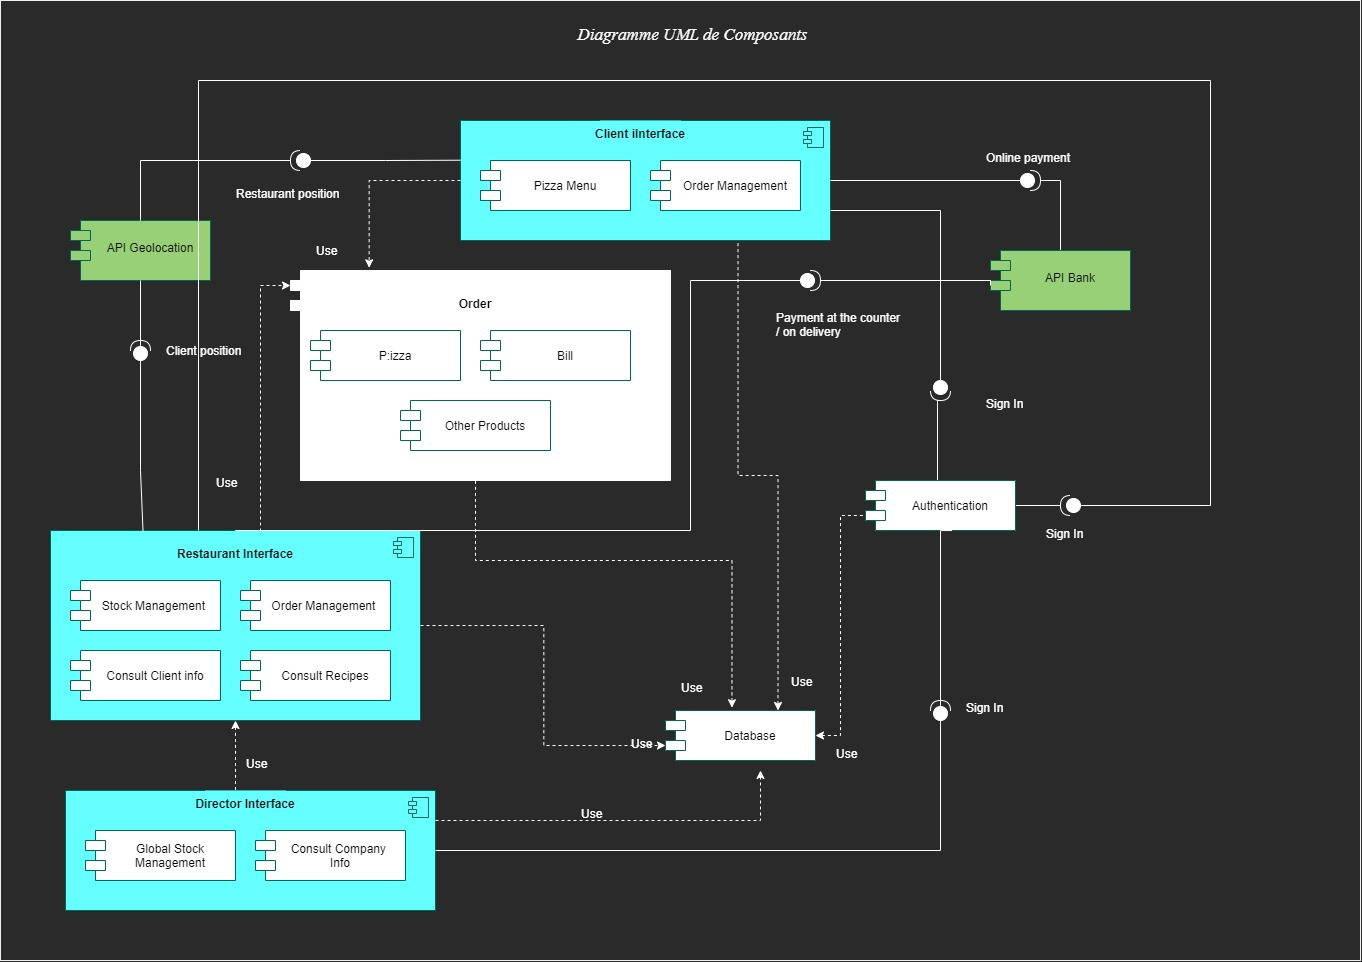 Diagramme UML de Composants
Client iInterface
Pizza Menu
Order Management
Online payment
Restaurant position
API Geolocation
Use
API Bank
Order
Payment at the counter
/ on delivery
Client position
P:izza
Bill
Sign In
Other Products
Use
Authentication
Sign In
Restaurant Interface
Stock Management
Order Management
Consult Client info
Consult Recipes
Use
Use
Sign In
Database
Use
Use
Use
Director Interface
Use
Global Stock
Management
Consult Company
Info